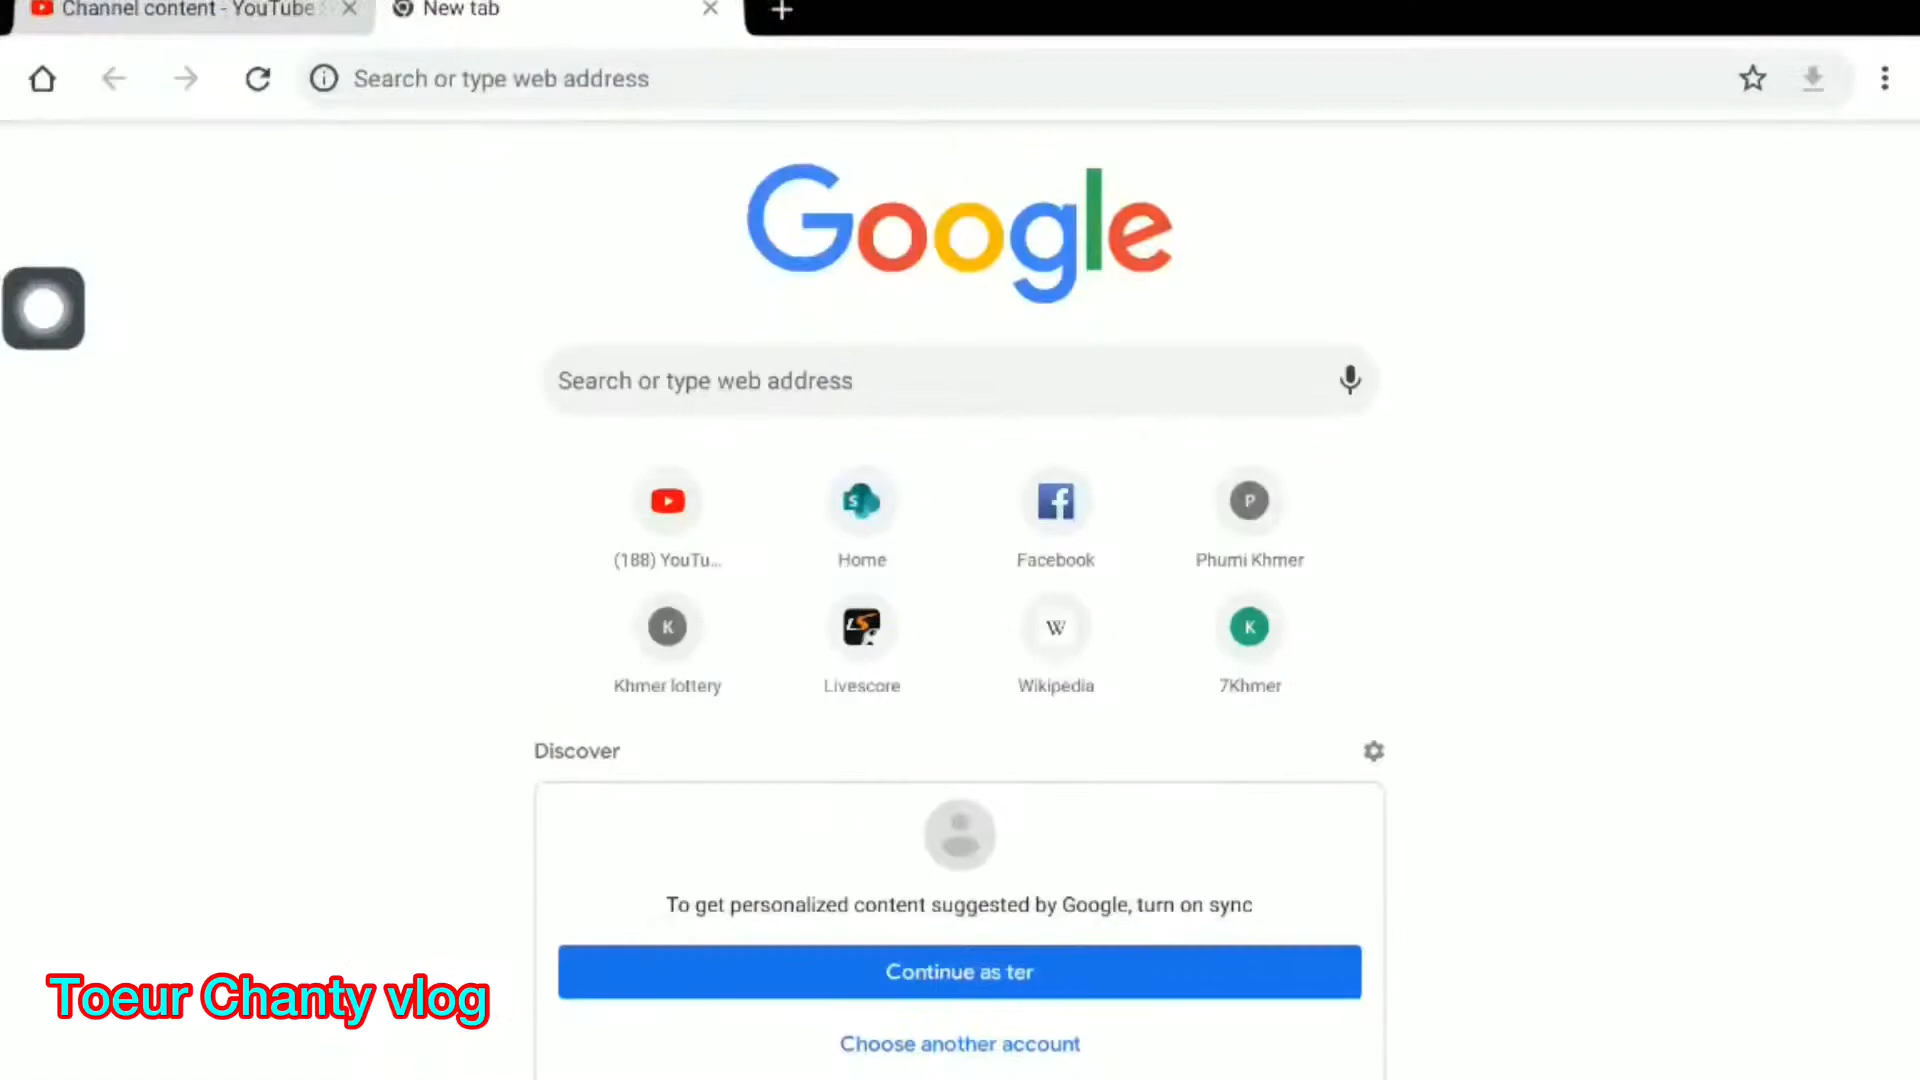 Channel content - YouTube
New tab
Search or type web address
Google
Search or type web address
(188) YouTu...
Home
Facebook
P
Phumi Khmer
K
Khmer lottery
LS
Livescore
W
Wikipedia
K
7Khmer
Discover
To get personalized content suggested by Google, turn on sync
Continue as ter
Choose another account
Toeur Chanty vlog